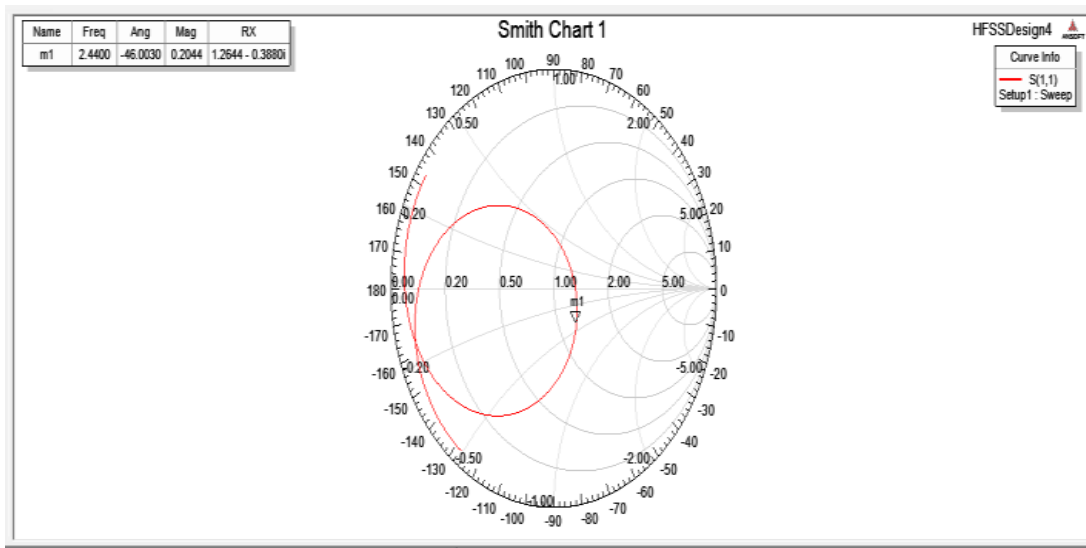 Smith Chart 1
HFSSDesign4
ANSOFT
Name Freq Ang Mag RX
m1 2.4400 -46.0030 0.2044 1.2644 - 0.3880i
Curve Info
S(1,1)
Setup1 : Sweep
90
100 80
110 70
120 60
130 50
140 40
150 30
160 20
170 10
180 0
-170 -10
-160 -20
-150 -30
-140 -40
-130 -50
-120 -60
-110 -70
-100 -80
-90
1.00
0.50 2.00
0.20 5.00
0.00 0.20 0.50 1.00 2.00 5.00
0.00
m1
-0.20 -5.00
-0.50 -2.00
-1.00